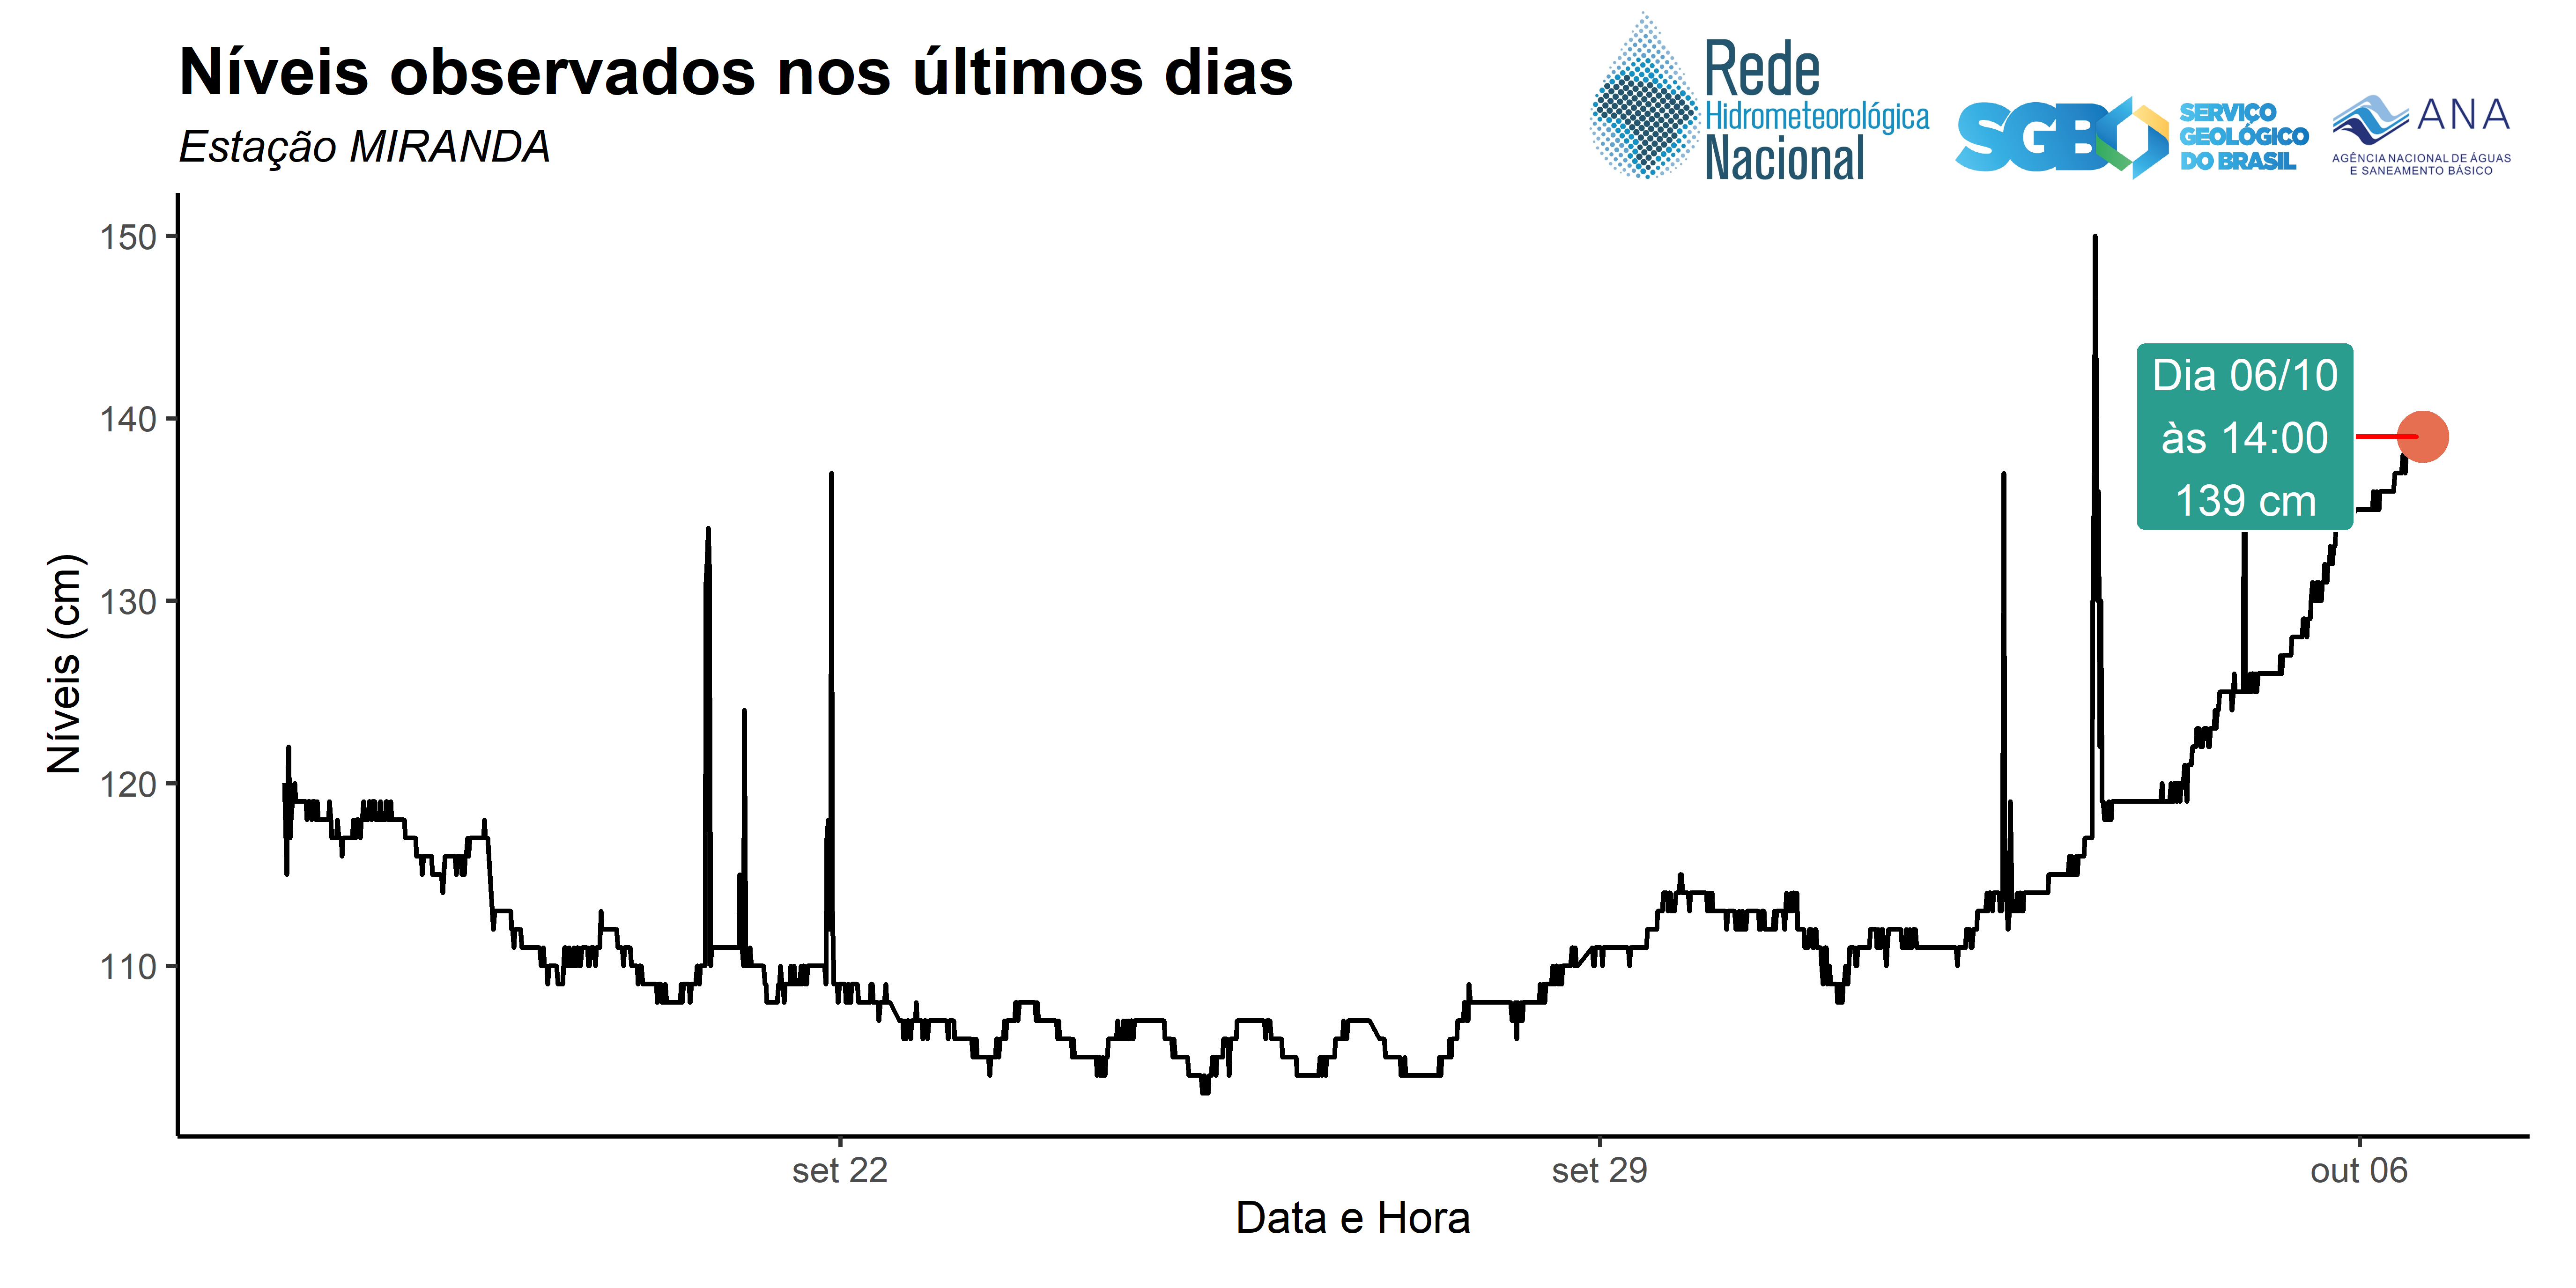 Níveis observados nos últimos dias
Estação MIRANDA
Rede
Hidrometeorológica
Nacional
SGB
SERVIÇO
GEOLÓGICO
DO BRASIL
ANA
AGÊNCIA NACIONAL DE ÁGUAS
E SANEAMENTO BÁSICO
150
140
130
120
110
Níveis (cm)
Dia 06/10
às 14:00
139 cm
set 22
set 29
out 06
Data e Hora